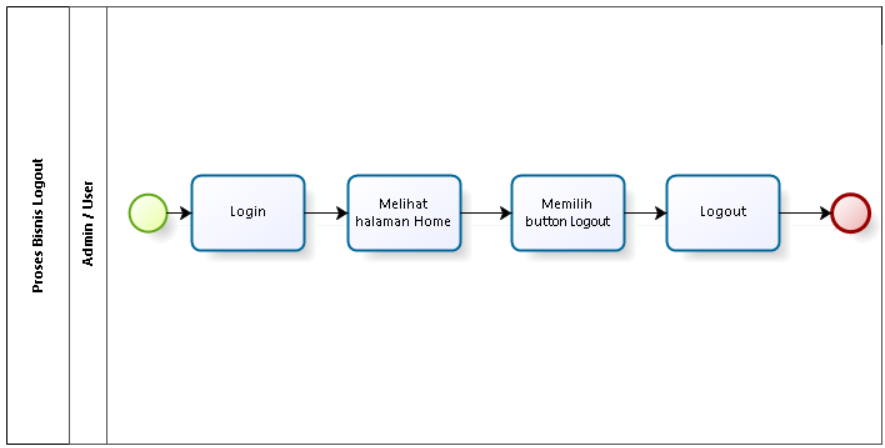 Proses Bisnis Logout
Admin / User
Login
Melihat
halaman Home
Memilih
button Logout
Logout